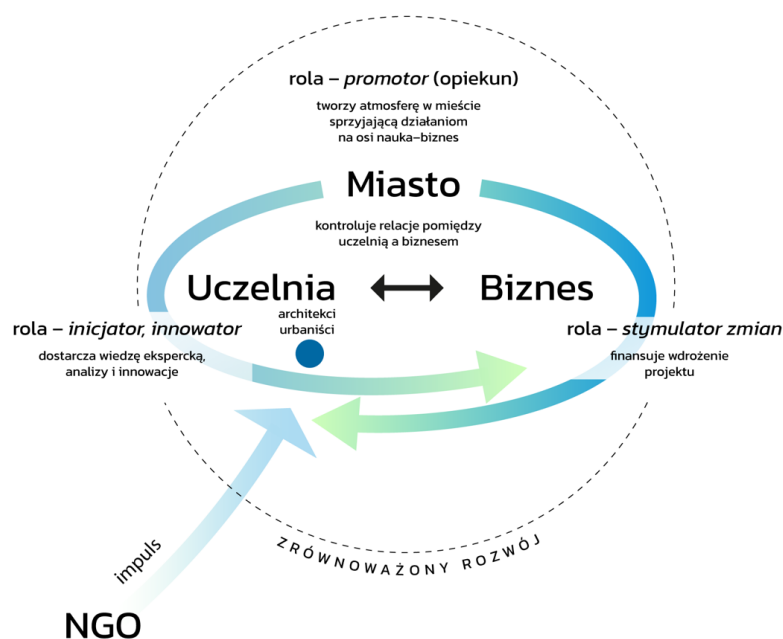 rola – promotor (opiekun)
tworzy atmosferę w mieście
sprzyjającą działaniom
na osi nauka–biznes
Miasto
kontroluje relacje pomiędzy
uczelnią a biznesem
Uczelnia
Biznes
architekci
urbaniści
rola – inicjator, innowator
dostarcza wiedzę ekspercką,
analizy i innowacje
rola – stymulator zmian
finansuje wdrożenie
projektu
ZRÓWNOWAŻONY ROZWÓJ
impuls
NGO